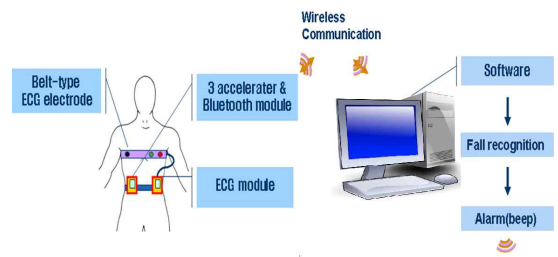 Wireless
Communication
Belt-type
ECG electrode
3 accelerater &
Bluetooth module
ECG module
Software
Fall recognition
Alarm(beep)